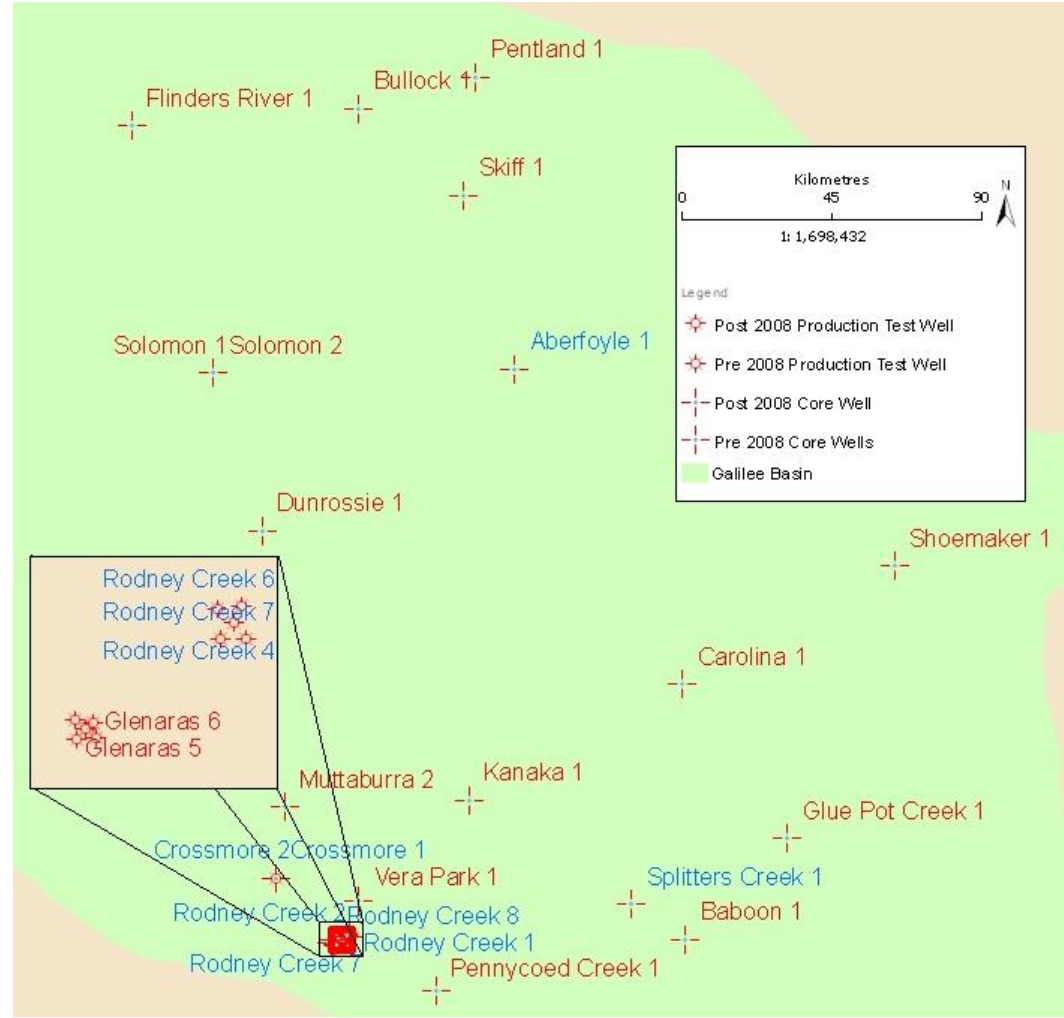 Pentland 1
Bullock 1
Flinders River 1
Skiff 1
Kilometres
0 45 90
N
1: 1,698,432
Legend
Post 2008 Production Test Well
Pre 2008 Production Test Well
Post 2008 Core Well
Pre 2008 Core Wells
Galilee Basin
Solomon 1 Solomon 2
Aberfoyle 1
Dunrossie 1
Shoemaker 1
Rodney Creek 6
Rodney Creek 7
Rodney Creek 4
Carolina 1
Glenaras 6
Glenaras 5
Muttaburra 2
Kanaka 1
Glue Pot Creek 1
Crossmore 2 Crossmore 1
Vera Park 1
Splitters Creek 1
Rodney Creek 2
Rodney Creek 8
Baboon 1
Rodney Creek 1
Rodney Creek 7
Pennycoed Creek 1